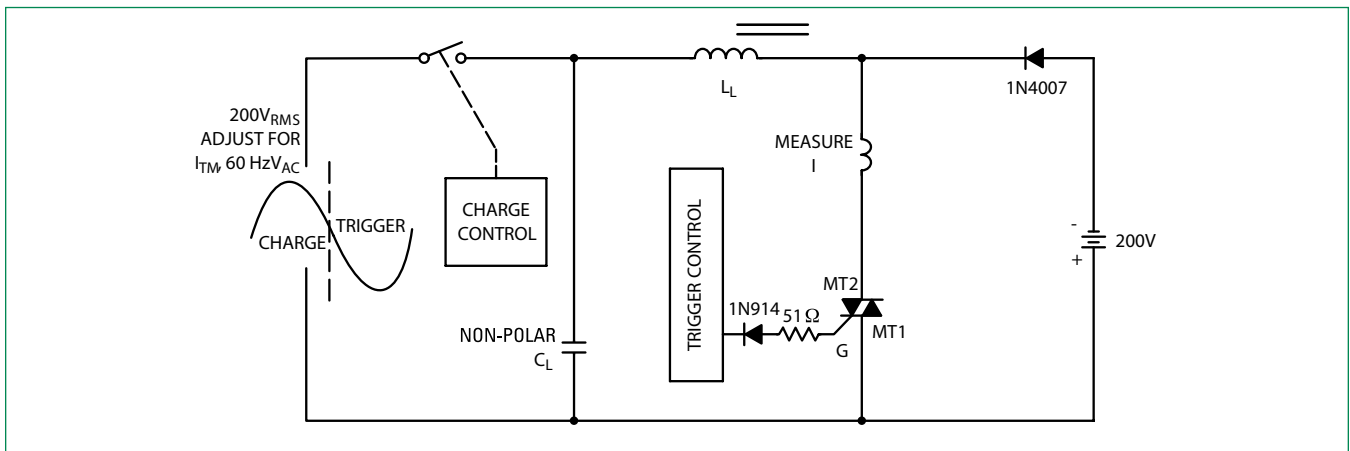 200V_RMS
ADJUST FOR
I_TM, 60 HzV_AC
CHARGE
TRIGGER
CHARGE
CONTROL
NON-POLAR
C_L
L_L
MEASURE
I
TRIGGER CONTROL
1N914
51 Ω
G
MT2
MT1
1N4007
-
+
200V